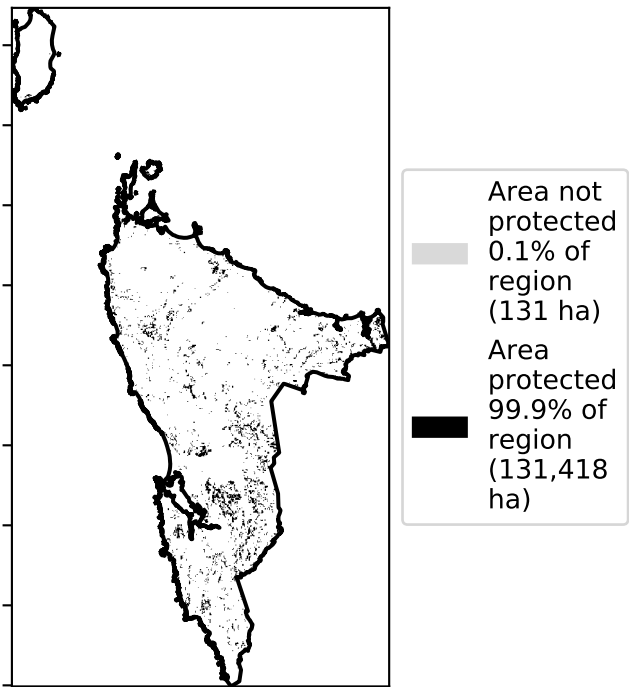 Area not
protected
0.1% of
region
(131 ha)
Area
protected
99.9% of
region
(131,418
ha)